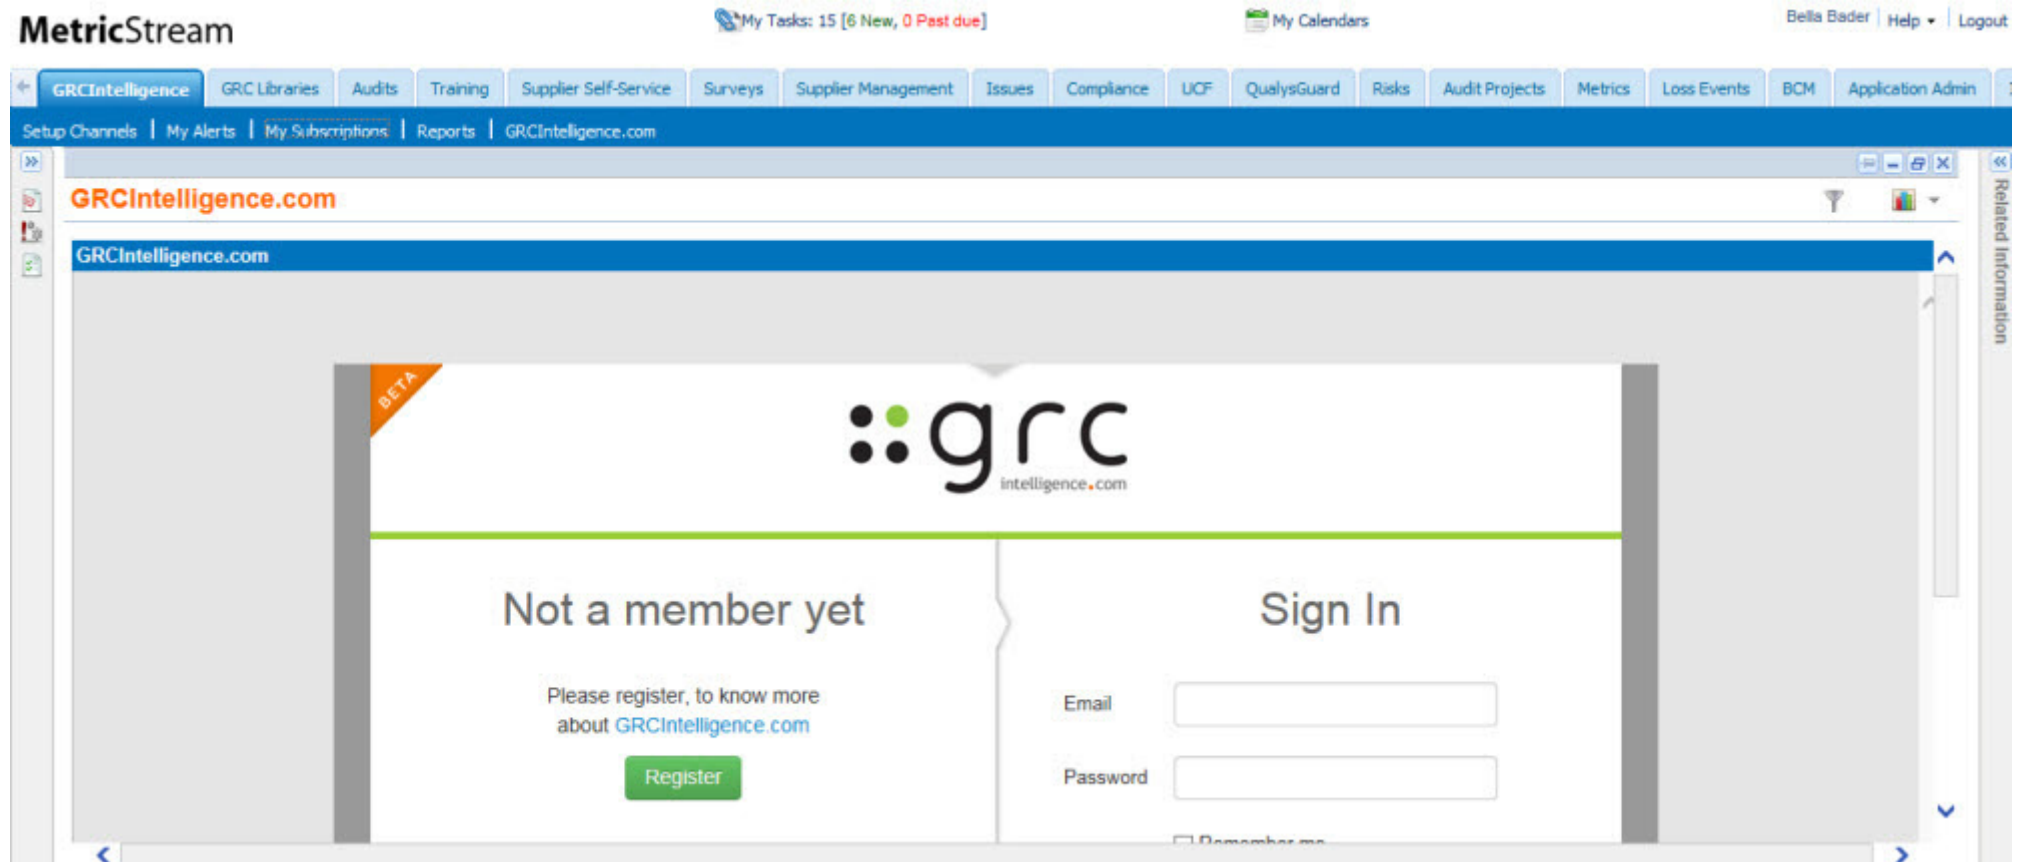 MetricStream
My Tasks: 15 [6 New, 0 Past due]
My Calendars
Bella Bader Help Logout
GRCIntelligence GRC Libraries Audits Training Supplier Self-Service Surveys Supplier Management Issues Compliance UCF QualysGuard Risks Audit Projects Metrics Loss Events BCM Application Admin
Setup Channels | My Alerts | My Subscriptions | Reports | GRCIntelligence.com
GRCIntelligence.com
Related Information
GRCIntelligence.com
BETA
grc
intelligence.com
Not a member yet
Please register, to know more
about GRCIntelligence.com
Register
Sign In
Email
Password
Remember me